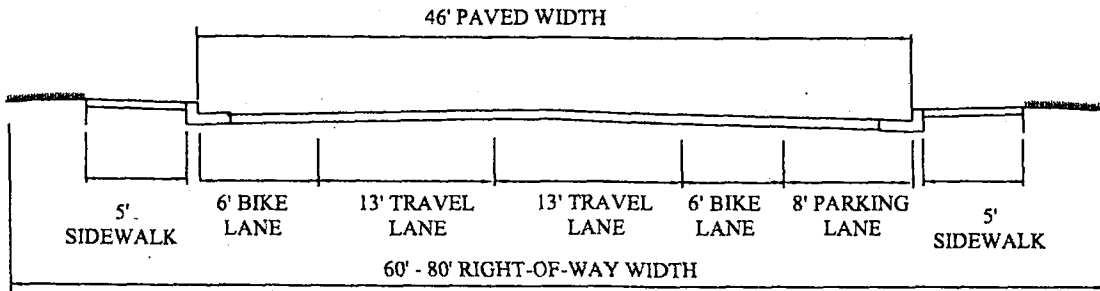 46' PAVED WIDTH
5'
SIDEWALK
6' BIKE
LANE
13' TRAVEL
LANE
13' TRAVEL
LANE
6' BIKE
LANE
8' PARKING
LANE
5'
SIDEWALK
60' - 80' RIGHT-OF-WAY WIDTH